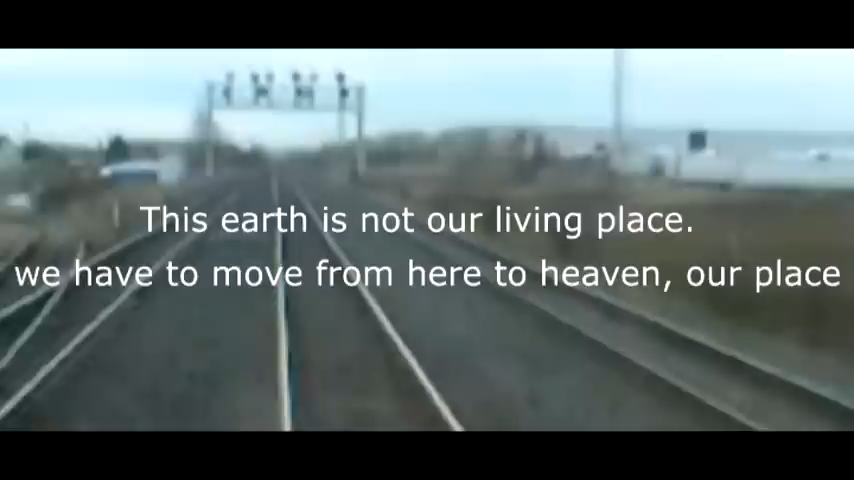 This earth is not our living place.
we have to move from here to heaven, our place